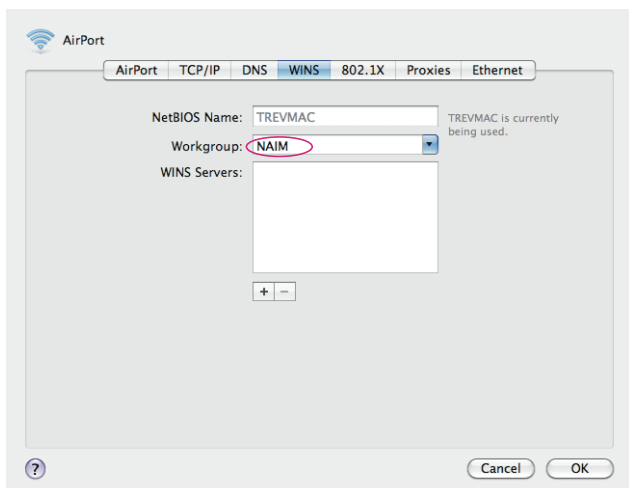 AirPort
AirPort TCP/IP DNS WINS 802.1X Proxies Ethernet
NetBIOS Name: TREVMAC
TREVMAC is currently
being used.
Workgroup: NAIM
WINS Servers:
+ −
? Cancel OK